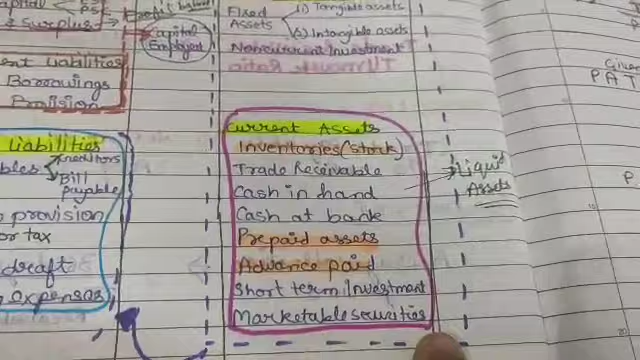 Fixed Assets
1) Tangible assets
2) Intangible assets
Noncurrent Investment
Capital Employed
Surplus
Liabilities
Borrowings
Provision
Liabilities
Creditors
Bill payable
provision
or tax
draft
expenses
Current Assets
Inventories (stock)
Trade Receivable
Cash in hand
Cash at bank
Prepaid assets
Advance paid
Short term Investment
Marketable securities
Liquid Assets
Given
PAT
P.